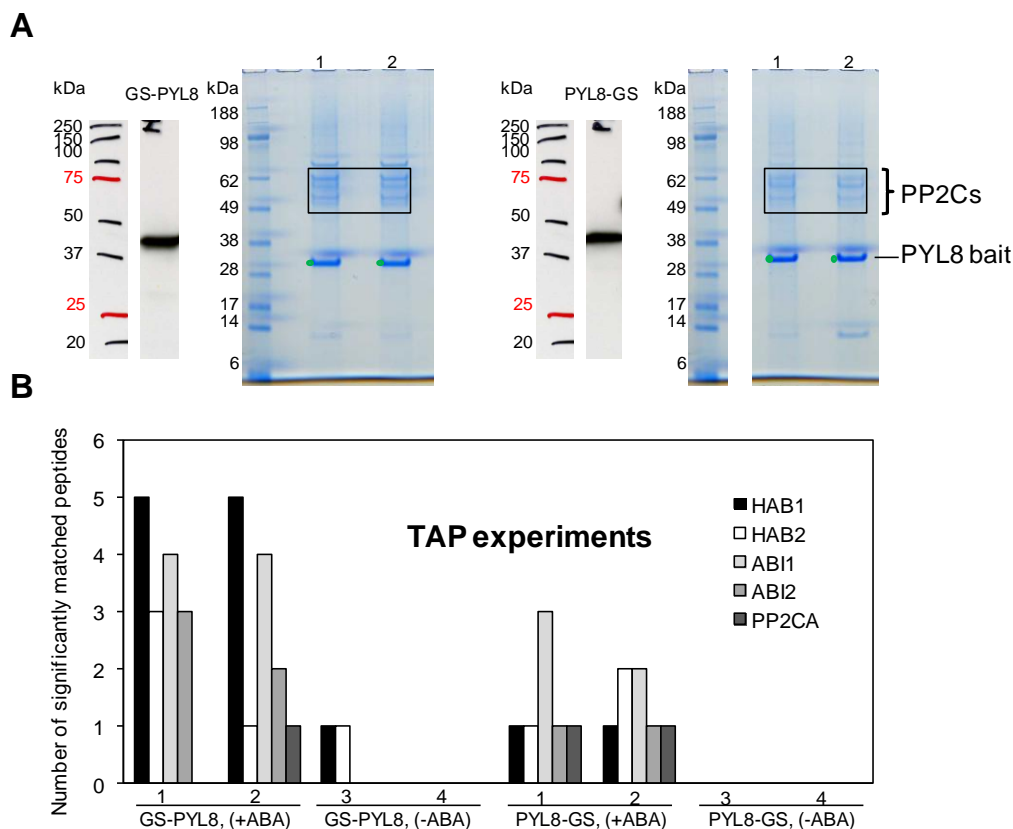 A
kDa
GS-PYL8
250
150
100
75
50
37
25
20
kDa
1 2
188
98
62
49
38
28
17
14
6
PYL8-GS
kDa
250
150
100
75
50
37
25
20
kDa
1 2
188
98
62
49
38
28
17
14
6
PP2Cs
PYL8 bait
B
Number of significantly matched peptides
6
5
4
3
2
1
0
TAP experiments
HAB1
HAB2
ABI1
ABI2
PP2CA
1 2 3 4 1 2 3 4
GS-PYL8, (+ABA) GS-PYL8, (-ABA) PYL8-GS, (+ABA) PYL8-GS, (-ABA)